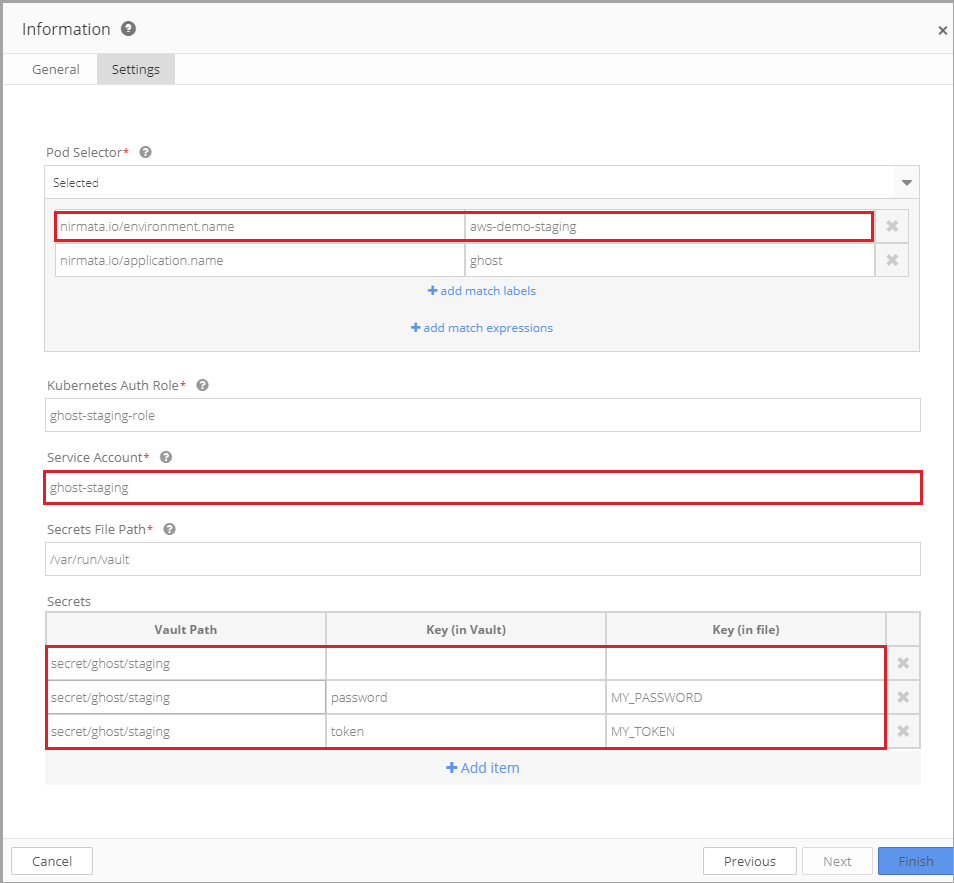 Information ?
×
General Settings
Pod Selector* ?
Selected
nirmata.io/environment.name aws-demo-staging
nirmata.io/application.name ghost
+ add match labels
+ add match expressions
Kubernetes Auth Role* ?
ghost-staging-role
Service Account* ?
ghost-staging
Secrets File Path* ?
/var/run/vault
Secrets
Vault Path Key (in Vault) Key (in file)
secret/ghost/staging
secret/ghost/staging password MY_PASSWORD
secret/ghost/staging token MY_TOKEN
+ Add item
Cancel Previous Next Finish